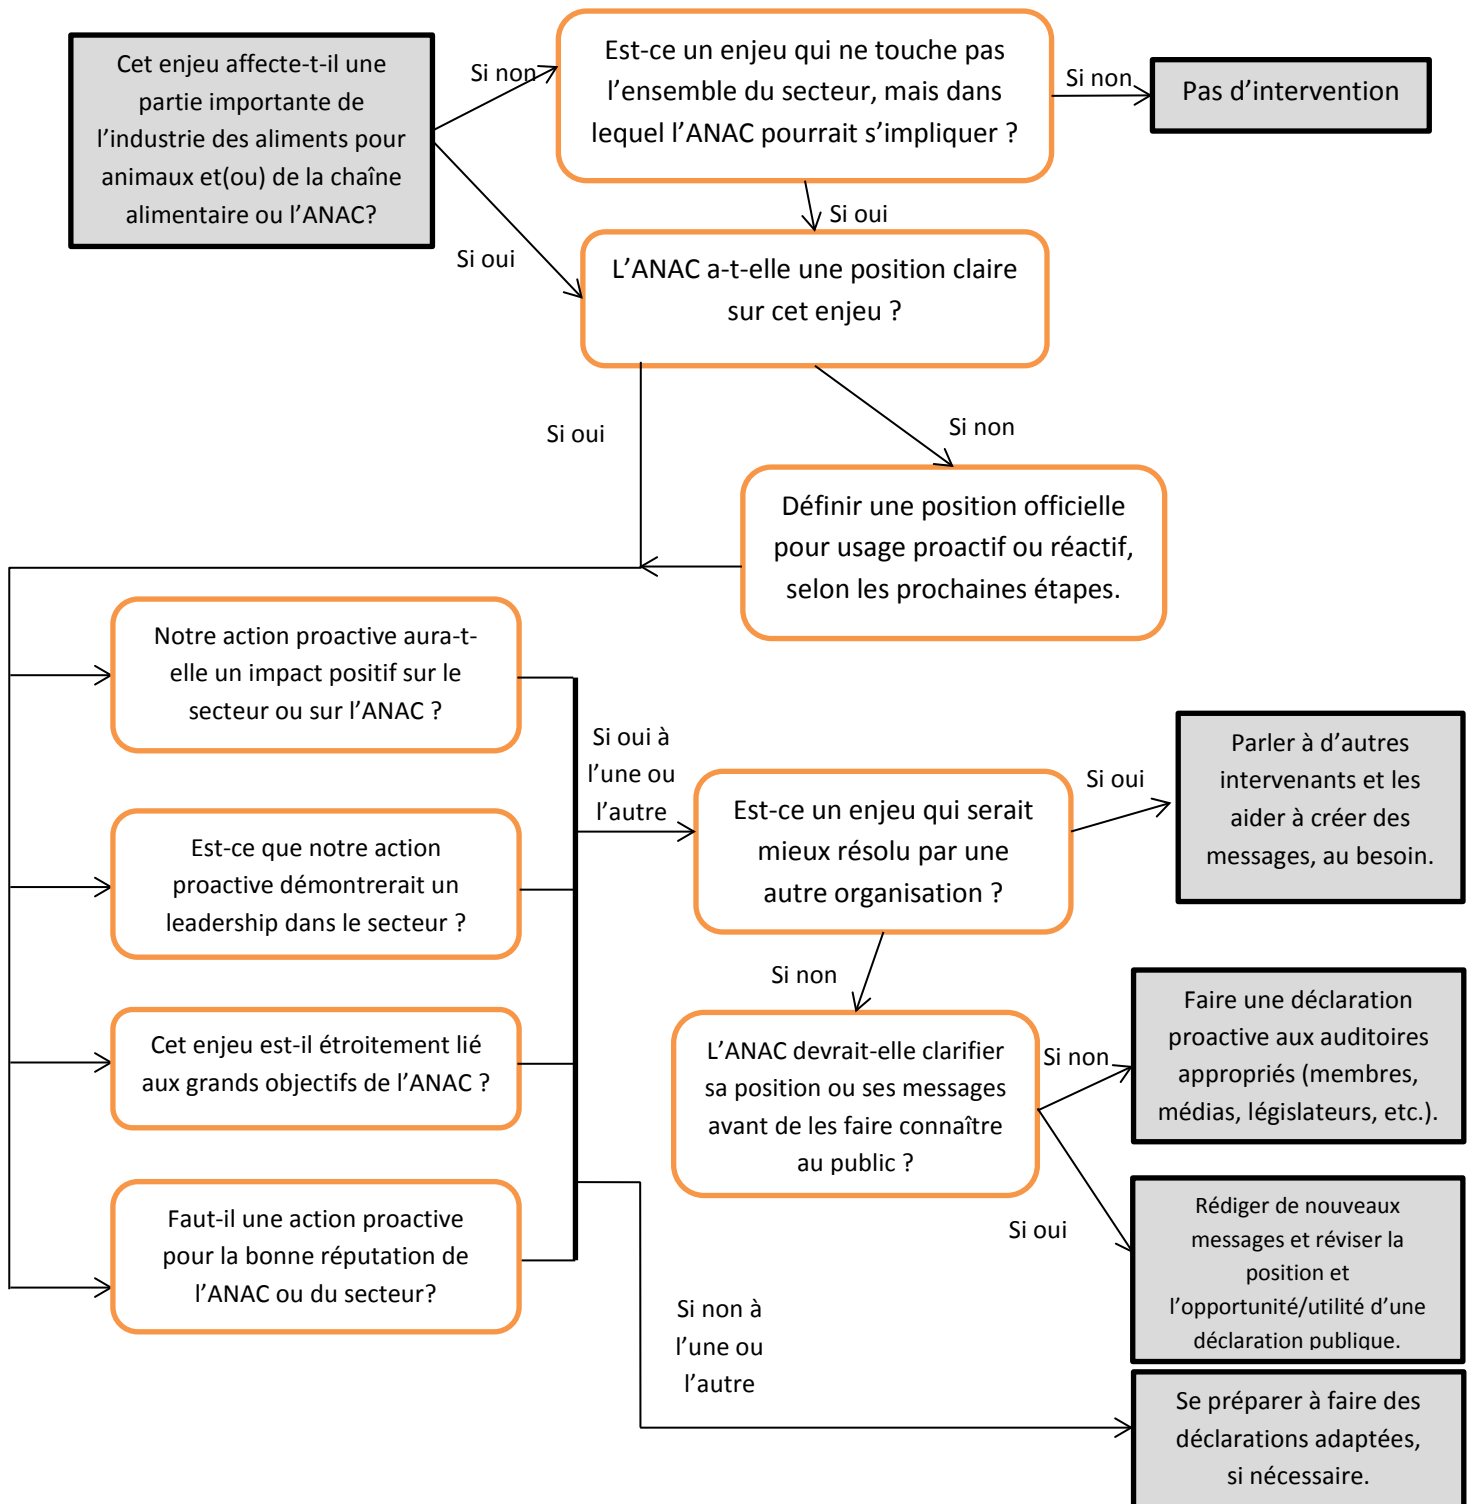 Cet enjeu affecte-t-il une
partie importante de
l'industrie des aliments pour
animaux et(ou) de la chaîne
alimentaire ou l'ANAC?
Si non
Est-ce un enjeu qui ne touche pas
l'ensemble du secteur, mais dans
lequel l'ANAC pourrait s'impliquer ?
Si non
Pas d'intervention
Si oui
Si oui
L'ANAC a-t-elle une position claire
sur cet enjeu ?
Si oui
Si non
Définir une position officielle
pour usage proactif ou réactif,
selon les prochaines étapes.
Notre action proactive aura-t-
elle un impact positif sur le
secteur ou sur l'ANAC ?
Est-ce que notre action
proactive démontrerait un
leadership dans le secteur ?
Cet enjeu est-il étroitement lié
aux grands objectifs de l'ANAC ?
Faut-il une action proactive
pour la bonne réputation de
l'ANAC ou du secteur?
Si oui à
l'une ou
l'autre
Est-ce un enjeu qui serait
mieux résolu par une
autre organisation ?
Si oui
Parler à d'autres
intervenants et les
aider à créer des
messages, au besoin.
Si non
L'ANAC devrait-elle clarifier
sa position ou ses messages
avant de les faire connaître
au public ?
Si non
Faire une déclaration
proactive aux auditoires
appropriés (membres,
médias, législateurs, etc.).
Si oui
Rédiger de nouveaux
messages et réviser la
position et
l'opportunité/utilité d'une
déclaration publique.
Si non à
l'une ou
l'autre
Se préparer à faire des
déclarations adaptées,
si nécessaire.